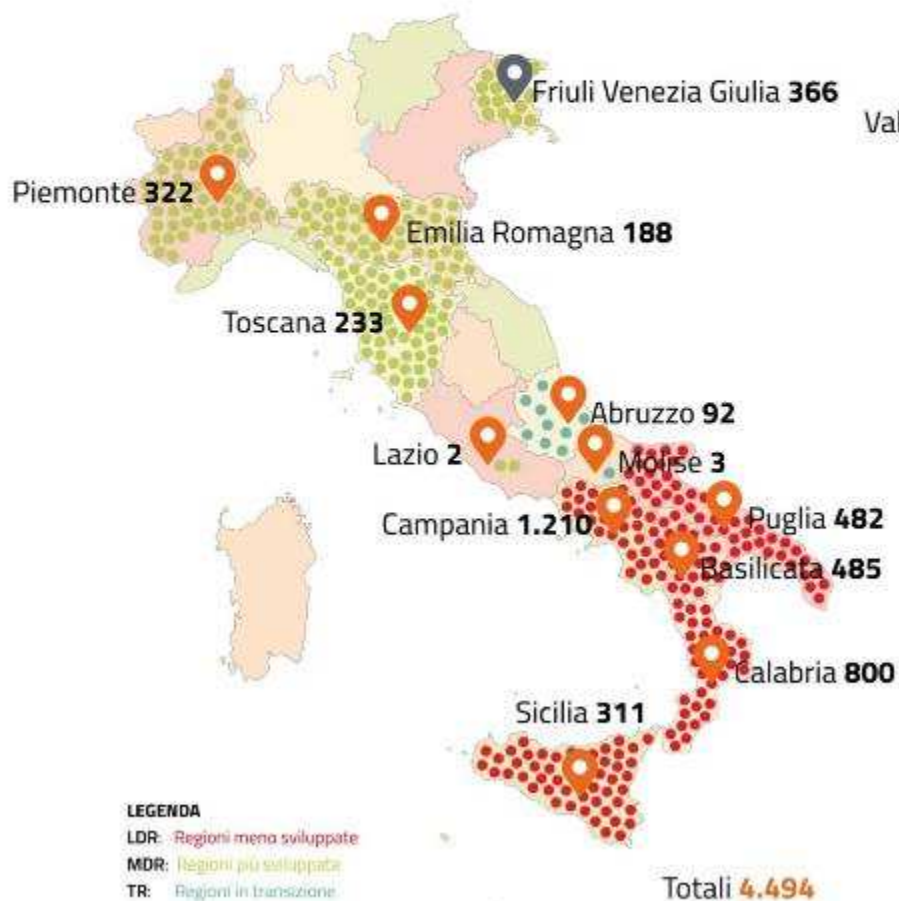 Friuli Venezia Giulia 366
Val
Piemonte 322
Emilia Romagna 188
Toscana 233
Abruzzo 92
Lazio 2
Molise 3
Campania 1.210
Puglia 482
Basilicata 485
Calabria 800
Sicilia 311
LEGENDA
LDR: Regioni meno sviluppate
MDR: Regioni più sviluppate
TR: Regioni in transizione
Totali 4.494